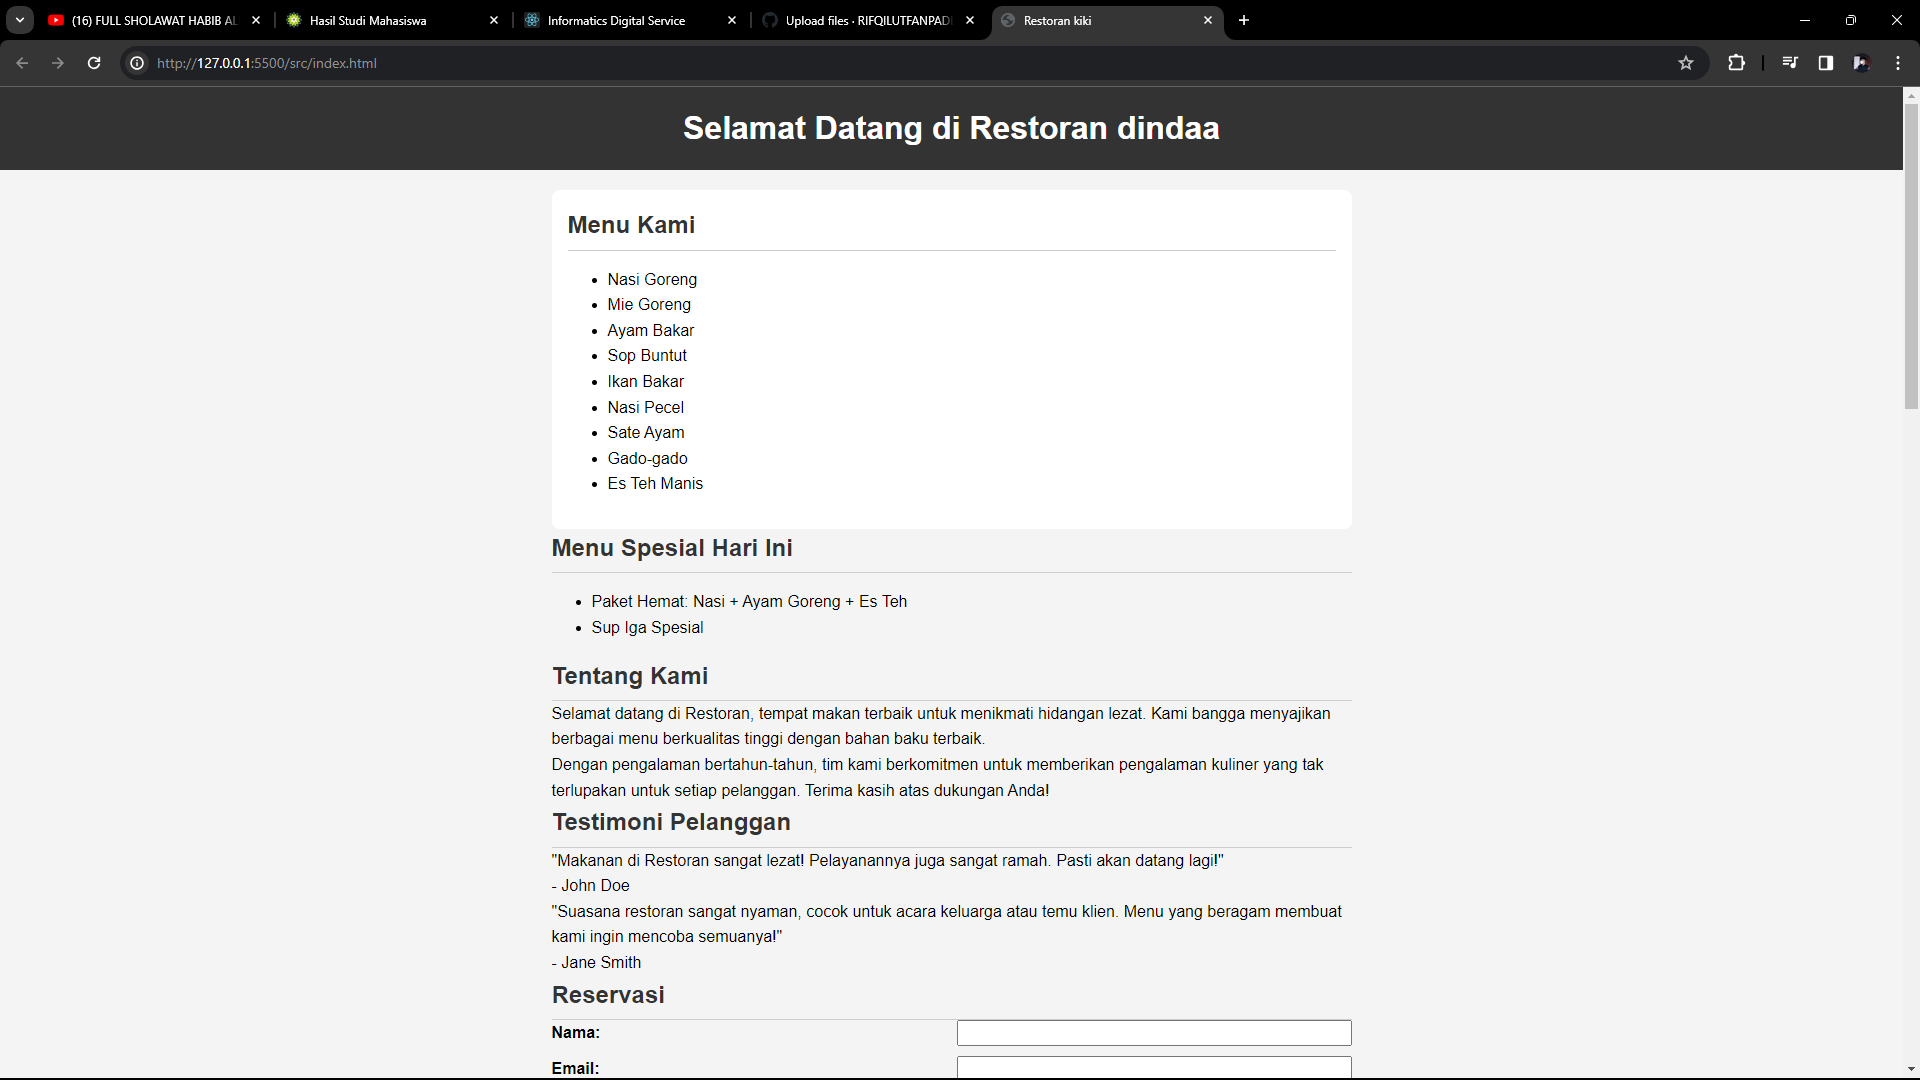 (16) FULL SHOLAWAT HABIB AL
Hasil Studi Mahasiswa
Informatics Digital Service
Upload files · RIFQILUTFANPADI
Restoran kiki
http://127.0.0.1:5500/src/index.html
Selamat Datang di Restoran dindaa
Menu Kami
Nasi Goreng
Mie Goreng
Ayam Bakar
Sop Buntut
Ikan Bakar
Nasi Pecel
Sate Ayam
Gado-gado
Es Teh Manis
Menu Spesial Hari Ini
Paket Hemat: Nasi + Ayam Goreng + Es Teh
Sup Iga Spesial
Tentang Kami
Selamat datang di Restoran, tempat makan terbaik untuk menikmati hidangan lezat. Kami bangga menyajikan
berbagai menu berkualitas tinggi dengan bahan baku terbaik.
Dengan pengalaman bertahun-tahun, tim kami berkomitmen untuk memberikan pengalaman kuliner yang tak
terlupakan untuk setiap pelanggan. Terima kasih atas dukungan Anda!
Testimoni Pelanggan
"Makanan di Restoran sangat lezat! Pelayanannya juga sangat ramah. Pasti akan datang lagi!"
- John Doe
"Suasana restoran sangat nyaman, cocok untuk acara keluarga atau temu klien. Menu yang beragam membuat
kami ingin mencoba semuanya!"
- Jane Smith
Reservasi
Nama:
Email: